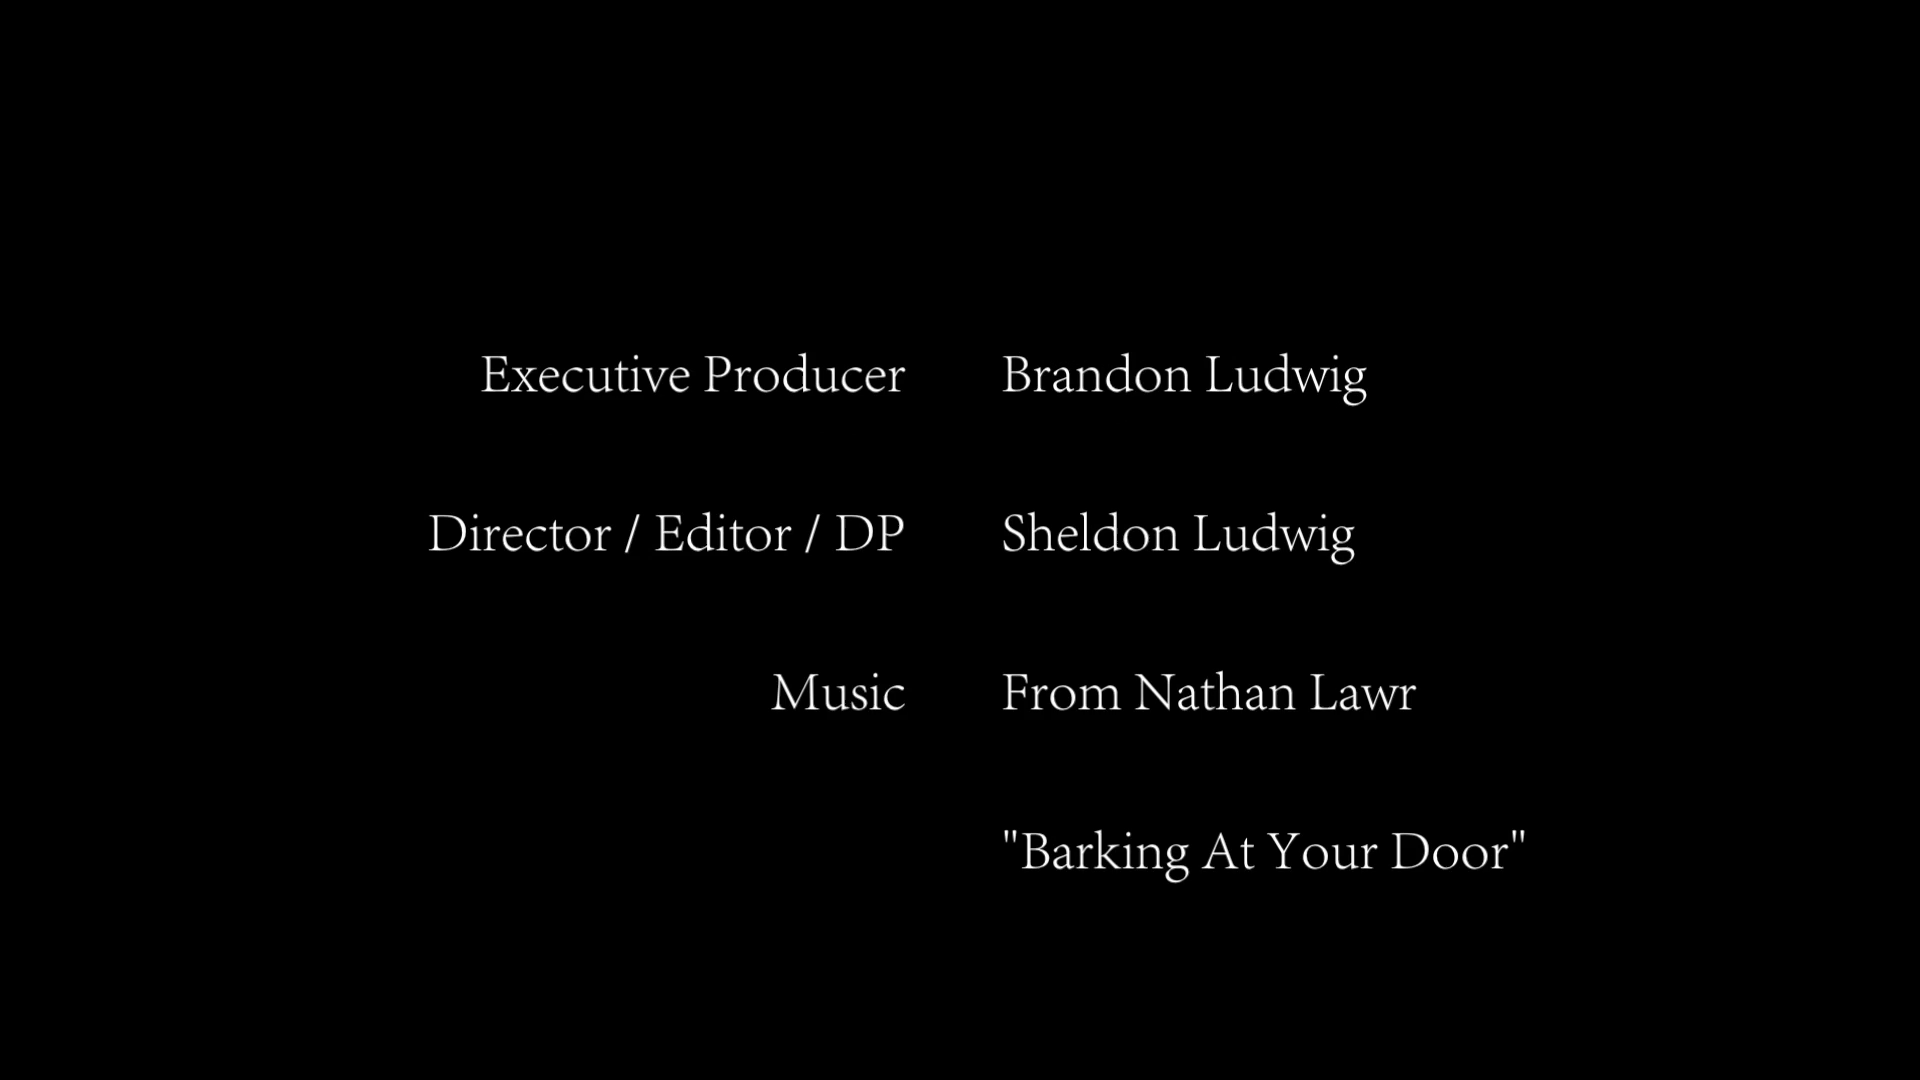 Executive Producer Brandon Ludwig
Director / Editor / DP Sheldon Ludwig
Music From Nathan Lawr
"Barking At Your Door"